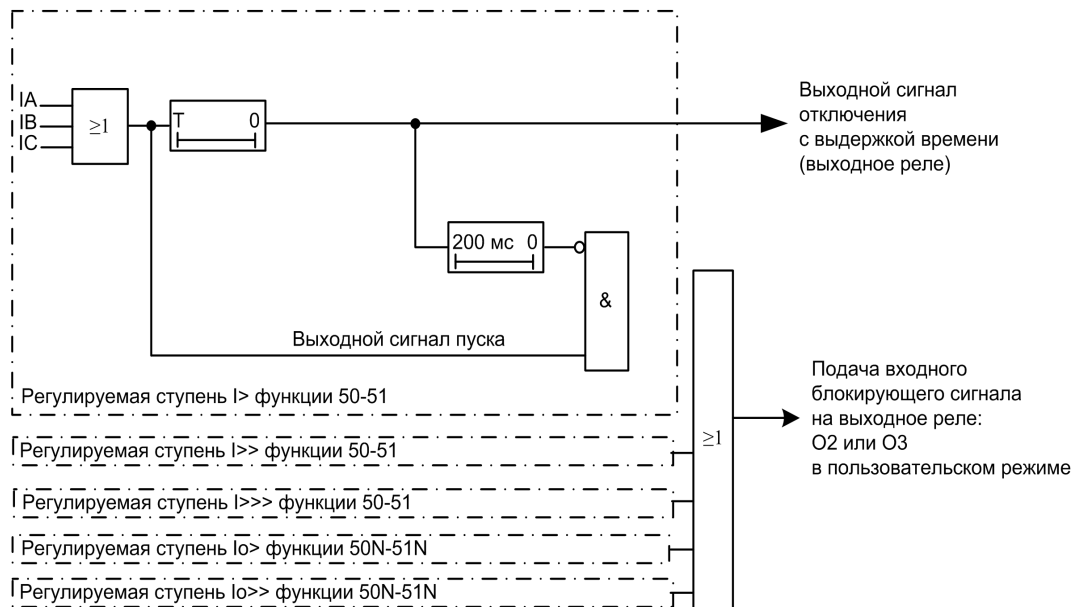 IA
IB
IC
≥1
T 0
Выходной сигнал
отключения
с выдержкой времени
(выходное реле)
200 мс 0
&
Выходной сигнал пуска
Регулируемая ступень I> функции 50-51
Подача входного
блокирующего сигнала
на выходное реле:
O2 или O3
в пользовательском режиме
≥1
Регулируемая ступень I>> функции 50-51
Регулируемая ступень I>>> функции 50-51
Регулируемая ступень Io> функции 50N-51N
Регулируемая ступень Io>> функции 50N-51N